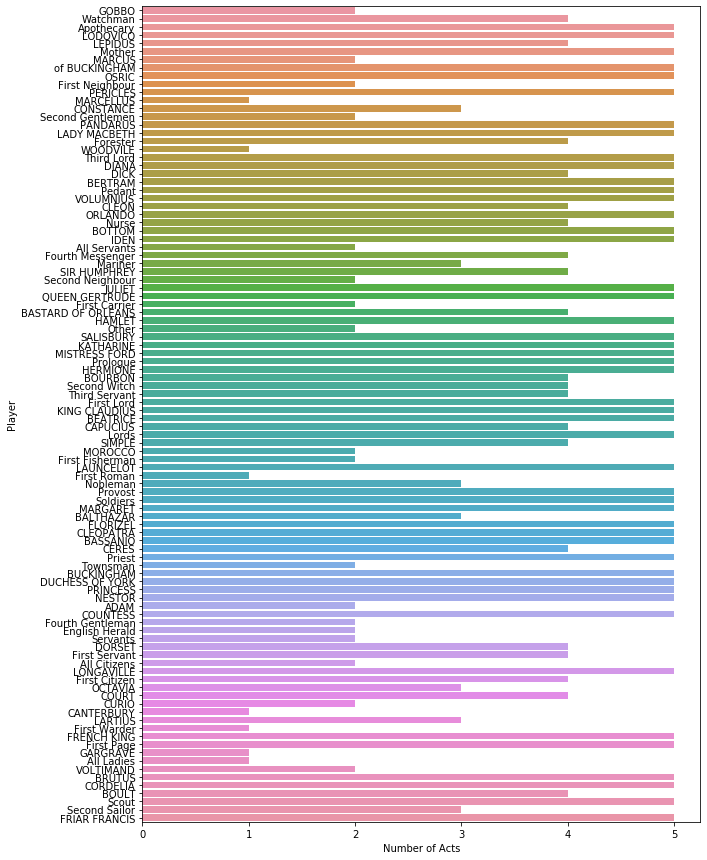 GOBBO
Watchman
Apothecary
LODOVICO
LEPIDUS
Mother
MARCUS
of BUCKINGHAM
OSRIC
First Neighbour
PERICLES
MARCELLUS
CONSTANCE
Second Gentlemen
PANDARUS
LADY MACBETH
Forester
WOODVILE
Third Lord
DIANA
DICK
BERTRAM
Pedant
VOLUMNIUS
CLEON
ORLANDO
Nurse
BOTTOM
IDEN
All Servants
Fourth Messenger
Mariner
SIR HUMPHREY
Second Neighbour
JULIET
QUEEN GERTRUDE
First Carrier
BASTARD OF ORLEANS
HAMLET
Other
SALISBURY
KATHARINE
MISTRESS FORD
Prologue
HERMIONE
BOURBON
Second Witch
Third Servant
First Lord
KING CLAUDIUS
BEATRICE
CAPUCIUS
Lords
SIMPLE
MOROCCO
First Fisherman
LAUNCELOT
First Roman
Nobleman
Provost
Soldiers
MARGARET
BALTHAZAR
FLORIZEL
CLEOPATRA
BASSANIO
CERES
Priest
Townsman
BUCKINGHAM
DUCHESS OF YORK
PRINCESS
NESTOR
ADAM
COUNTESS
Fourth Gentleman
English Herald
Servants
DORSET
First Servant
All Citizens
LONGAVILLE
First Citizen
OCTAVIA
COURT
CURIO
CANTERBURY
LARTIUS
First Warder
FRENCH KING
First Page
GARGRAVE
All Ladies
VOLTIMAND
BRUTUS
CORDELIA
BOULT
Scout
Second Sailor
FRIAR FRANCIS
Player
0 1 2 3 4 5
Number of Acts